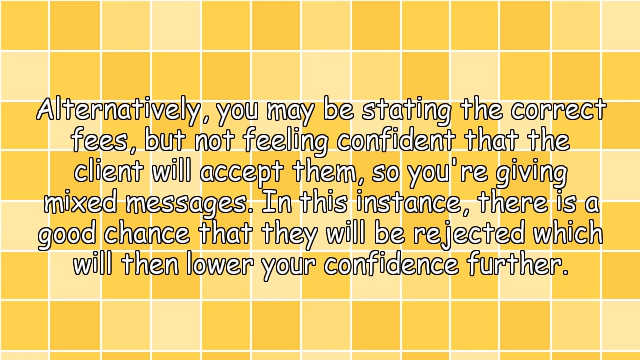 Alternatively, you may be stating the correct
fees, but not feeling confident that the
client will accept them, so you're giving
mixed messages. In this instance, there is a
good chance that they will be rejected which
will then lower your confidence further.